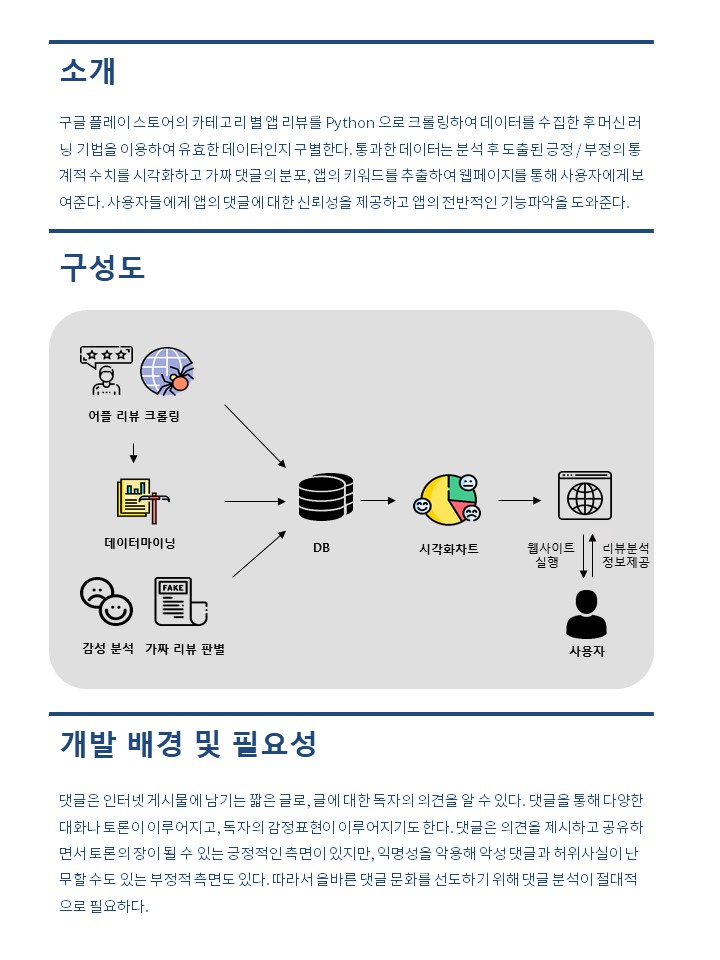 소개
구글 플레이 스토어의 카테고리 별 앱 리뷰를 Python 으로 크롤링하여 데이터를 수집한 후 머신 러
닝 기법을 이용하여 유효한 데이터인지 구별한다. 통과한 데이터는 분석 후 도출된 긍정 / 부정의 통
계적 수치를 시각화하고 가짜 댓글의 분포, 앱의 키워드를 추출하여 웹페이지를 통해 사용자에게 보
여준다. 사용자들에게 앱의 댓글에 대한 신뢰성을 제공하고 앱의 전반적인 기능파악을 도와준다.
구성도
어플 리뷰 크롤링
데이터마이닝
FAKE
감성 분석 가짜 리뷰 판별
DB
시각화차트
웹사이트
실행
리뷰분석
정보제공
사용자
개발 배경 및 필요성
댓글은 인터넷 게시물에 남기는 짧은 글로, 글에 대한 독자의 의견을 알 수 있다. 댓글을 통해 다양한
대화나 토론이 이루어지고, 독자의 감정표현이 이루어지기도 한다. 댓글은 의견을 제시하고 공유하
면서 토론의 장이 될 수 있는 긍정적인 측면이 있지만, 익명성을 악용해 악성 댓글과 허위사실이 난
무할 수도 있는 부정적 측면도 있다. 따라서 올바른 댓글 문화를 선도하기 위해 댓글 분석이 절대적
으로 필요하다.